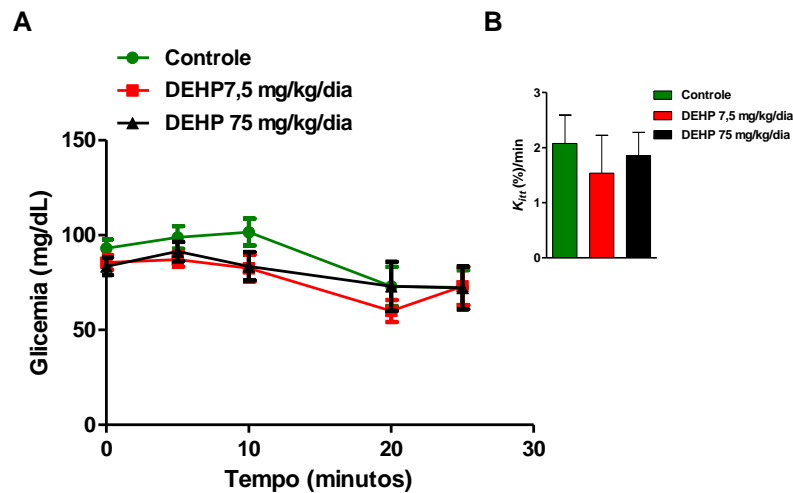 A
Controle
DEHP7,5 mg/kg/dia
DEHP 75 mg/kg/dia
150
100
50
0
Glicemia (mg/dL)
0
10
20
30
Tempo (minutos)
B
Controle
DEHP 7,5 mg/kg/dia
DEHP 75 mg/kg/dia
3
2
1
0
Kitt (%)/min